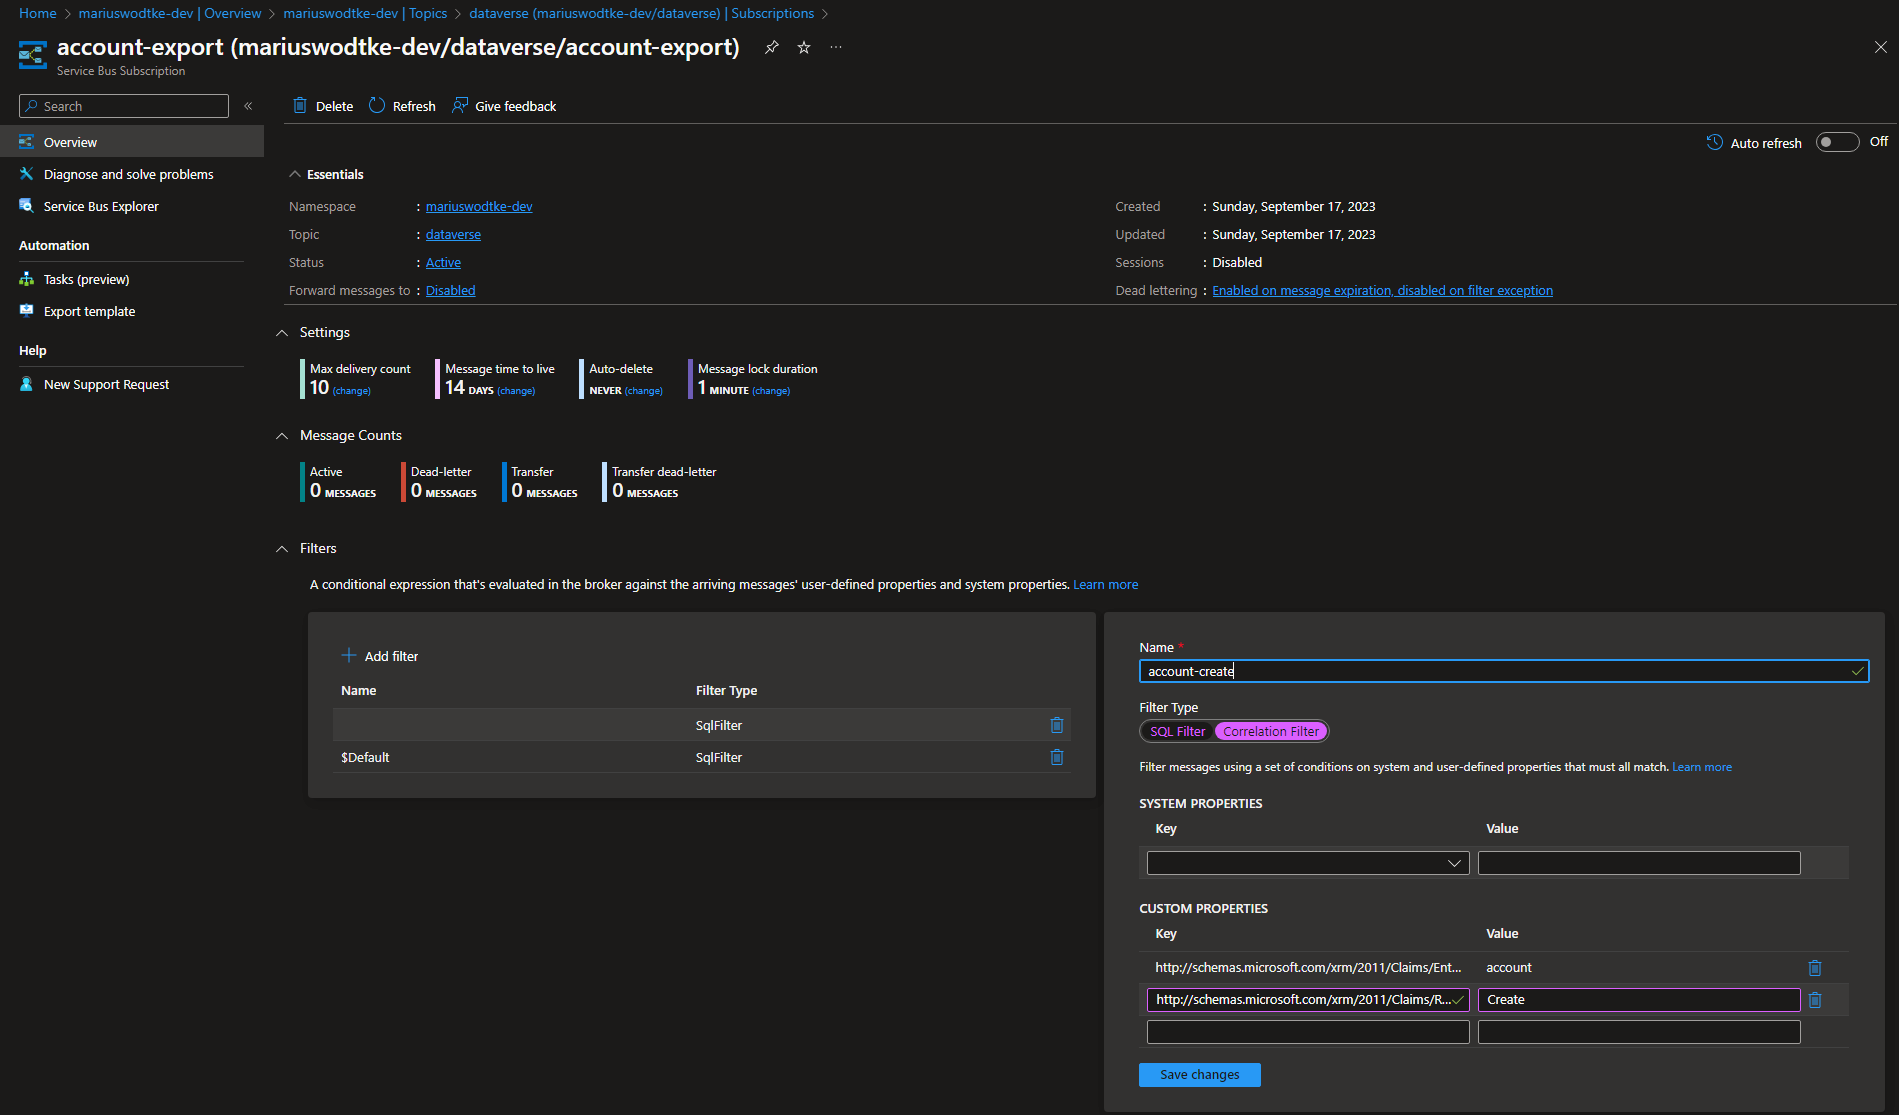 Home > mariuswodtke-dev | Overview > mariuswodtke-dev | Topics > dataverse (mariuswodtke-dev/dataverse) | Subscriptions >
account-export (mariuswodtke-dev/dataverse/account-export)
Service Bus Subscription
Search
Delete Refresh Give feedback
Overview
Diagnose and solve problems
Service Bus Explorer
Automation
Tasks (preview)
Export template
Help
New Support Request
Auto refresh Off
Essentials
Namespace : mariuswodtke-dev
Topic : dataverse
Status : Active
Forward messages to : Disabled
Created : Sunday, September 17, 2023
Updated : Sunday, September 17, 2023
Sessions : Disabled
Dead lettering : Enabled on message expiration, disabled on filter exception
Settings
Max delivery count
10 (change)
Message time to live
14 DAYS (change)
Auto-delete
NEVER (change)
Message lock duration
1 MINUTE (change)
Message Counts
Active
0 MESSAGES
Dead-letter
0 MESSAGES
Transfer
0 MESSAGES
Transfer dead-letter
0 MESSAGES
Filters
A conditional expression that's evaluated in the broker against the arriving messages' user-defined properties and system properties. Learn more
Add filter
Name Filter Type
SqlFilter
$Default SqlFilter
Name *
account-create
Filter Type
SQL Filter Correlation Filter
Filter messages using a set of conditions on system and user-defined properties that must all match. Learn more
SYSTEM PROPERTIES
Key Value
CUSTOM PROPERTIES
Key Value
http://schemas.microsoft.com/xrm/2011/Claims/Ent... account
http://schemas.microsoft.com/xrm/2011/Claims/R... Create
Save changes